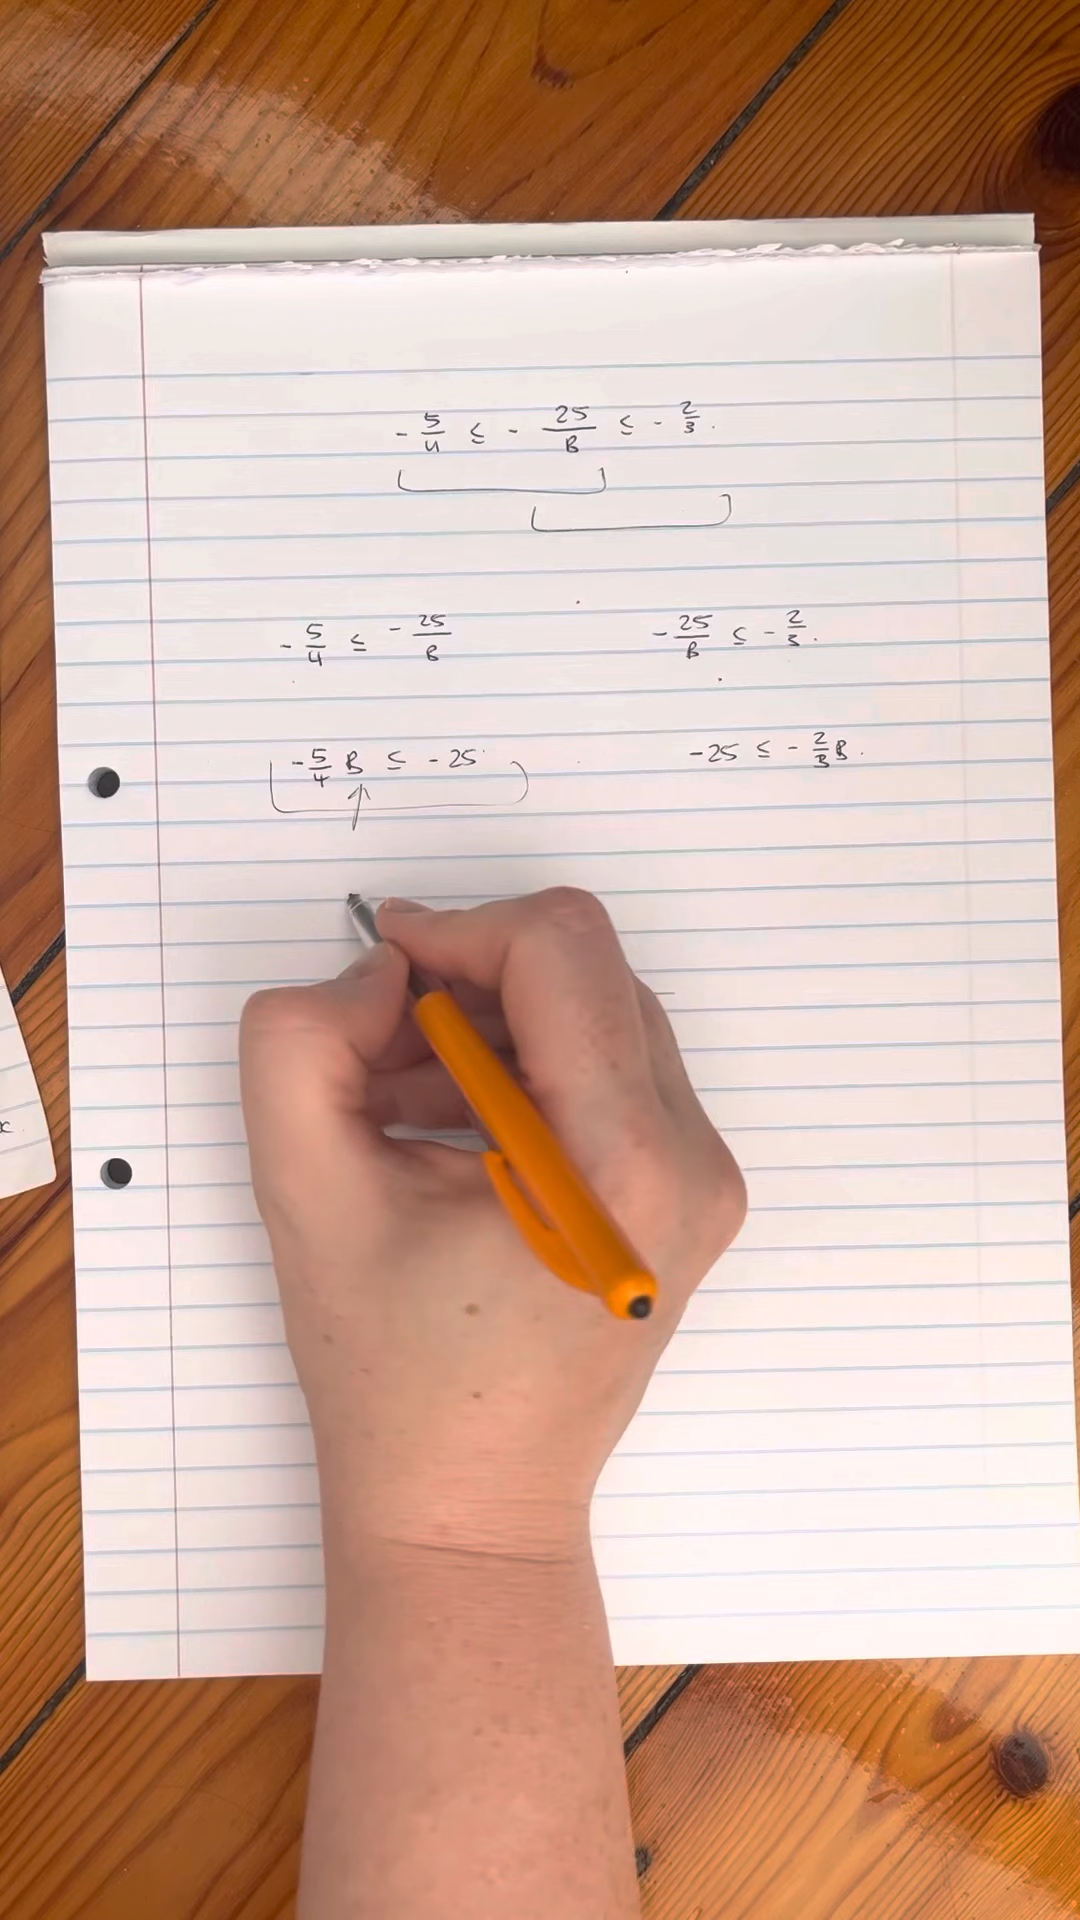 -5/4 ≤ - 25/B ≤ - 2/3.
-5/4 ≤ -25/B
-25/B ≤ -2/3.
-5/4 B ≤ -25
-25 ≤ -2/3 B.
x.